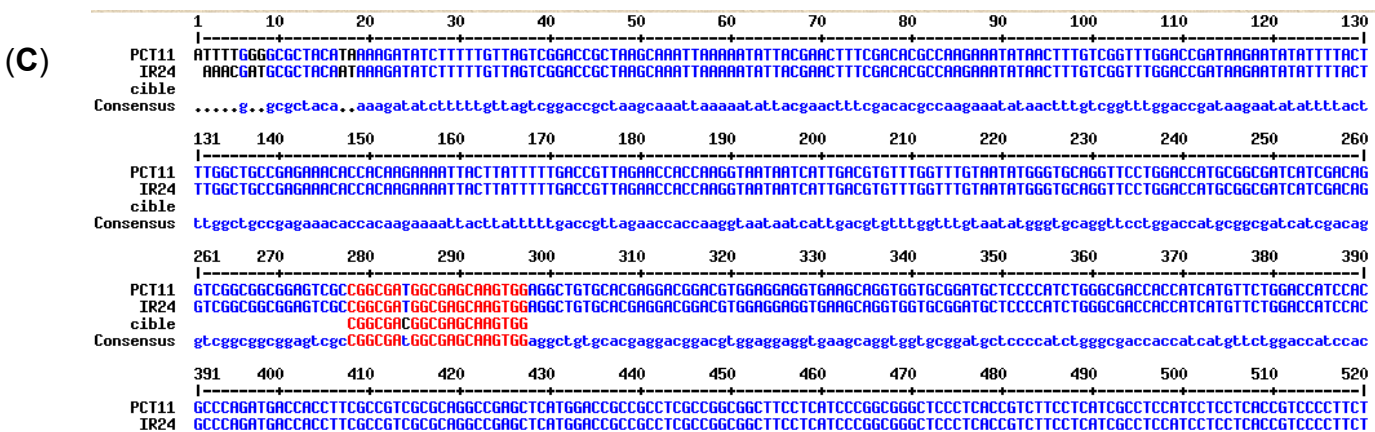 (C)
1 10 20 30 40 50 60 70 80 90 100 110 120 130
|--------+---------+---------+---------+---------+---------+---------+---------+---------+---------+---------+---------+---------|
PCT11 ATTTTGGGGCGCTACATAAAAGATATCTTTTTGTTAGTCGGACCGCTAAGCAAATTAAAAATATTACGAACTTTCGACACGCCAAGAAATATAACTTTGTCGGTTTGGACCGATAAGAATATATTTTACT
IR24 AAACGATGCGCTACAATAAAGATATCTTTTTGTTAGTCGGACCGCTAAGCAAATTAAAAATATTACGAACTTTCGACACGCCAAGAAATATAACTTTGTCGGTTTGGACCGATAAGAATATATTTTACT
cible
Consensus .....g..gcgctaca..aaagatatctttttgttagtcggaccgctaagcaaattaaaaatattacgaactttcgacacgccaagaaatataactttgtcggtttggaccgataagaatatattttact
131 140 150 160 170 180 190 200 210 220 230 240 250 260
|--------+---------+---------+---------+---------+---------+---------+---------+---------+---------+---------+---------+---------|
PCT11 TTGGCTGCCGAGAAACACCACAAGAAAATTACTTATTTTTGACCGTTAGAACCACCAAGGTAATAATCATTGACGTGTTTGGTTTGTAATATGGGTGCAGGTTCCTGGACCATGCGGCGATCATCGACAG
IR24 TTGGCTGCCGAGAAACACCACAAGAAAATTACTTATTTTTGACCGTTAGAACCACCAAGGTAATAATCATTGACGTGTTTGGTTTGTAATATGGGTGCAGGTTCCTGGACCATGCGGCGATCATCGACAG
cible
Consensus ttggctgccgagaaacaccacaagaaaattacttatttttgaccgttagaaccaccaaggtaataatcattgacgtgtttggtttgtaatatgggtgcaggttcctggaccatgcggcgatcatcgacag
261 270 280 290 300 310 320 330 340 350 360 370 380 390
|--------+---------+---------+---------+---------+---------+---------+---------+---------+---------+---------+---------+---------|
PCT11 GTCGGCGGCGGAGTCGCCGGCGATGGCGAGCAAGTGGAGGCTGTGCACGAGGACGGACGTGGAGGAGGTGAAGCAGGTGGTGCGGATGCTCCCCATCTGGGCGACCACCATCATGTTCTGGACCATCCAC
IR24 GTCGGCGGCGGAGTCGCCGGCGATGGCGAGCAAGTGGAGGCTGTGCACGAGGACGGACGTGGAGGAGGTGAAGCAGGTGGTGCGGATGCTCCCCATCTGGGCGACCACCATCATGTTCTGGACCATCCAC
cible CGGCGACGGCGAGCAAGTGG
Consensus gtcggcggcggagtcgcCGGCGAtGGCGAGCAAGTGGaggctgtgcacgaggacggacgtggaggaggtgaagcaggtggtgcggatgctccccatctgggcgaccaccatcatgttctggaccatccac
391 400 410 420 430 440 450 460 470 480 490 500 510 520
|--------+---------+---------+---------+---------+---------+---------+---------+---------+---------+---------+---------+---------|
PCT11 GCCCAGATGACCACCTTCGCCGTCGCGCAGGCCGAGCTCATGGACCGCCGCCTCGCCGGCGGCTTCCTCATCCCGGCGGGCTCCCTCACCGTCTTCCTCATCGCCTCCATCCTCCTCACCGTCCCCTTCT
IR24 GCCCAGATGACCACCTTCGCCGTCGCGCAGGCCGAGCTCATGGACCGCCGCCTCGCCGGCGGCTTCCTCATCCCGGCGGGCTCCCTCACCGTCTTCCTCATCGCCTCCATCCTCCTCACCGTCCCCTTCT